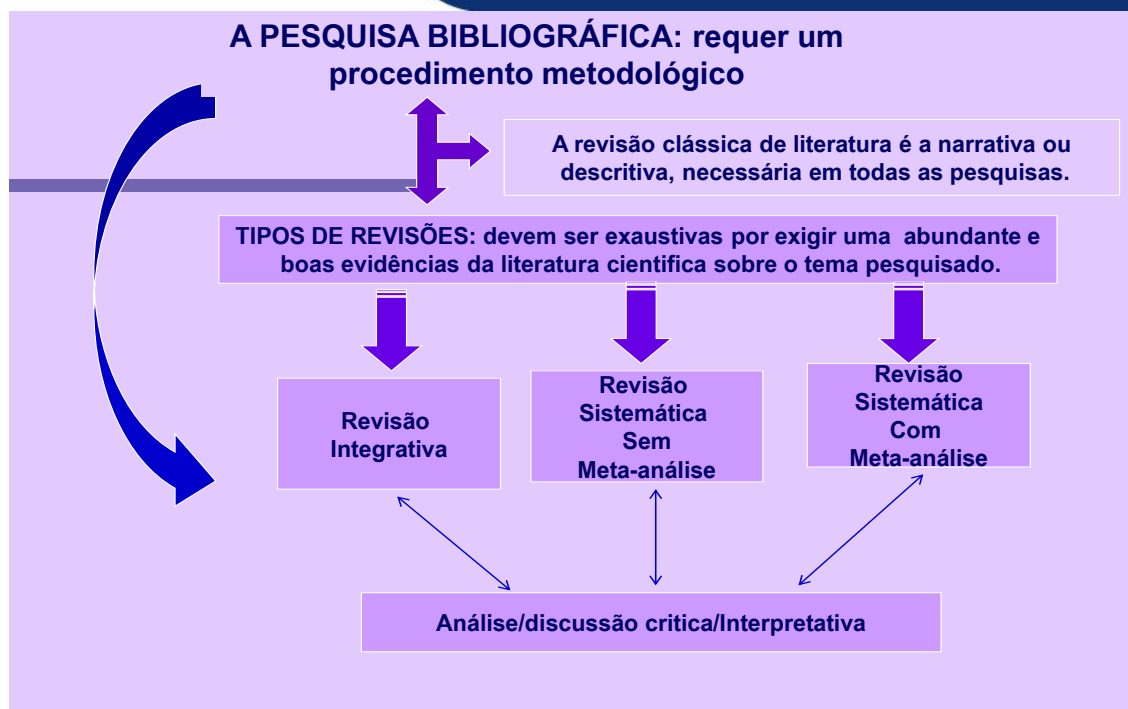 A PESQUISA BIBLIOGRÁFICA: requer um
procedimento metodológico
A revisão clássica de literatura é a narrativa ou
descritiva, necessária em todas as pesquisas.
TIPOS DE REVISÕES: devem ser exaustivas por exigir uma abundante e
boas evidências da literatura cientifica sobre o tema pesquisado.
Revisão
Integrativa
Revisão
Sistemática
Sem
Meta-análise
Revisão
Sistemática
Com
Meta-análise
Análise/discussão critica/Interpretativa